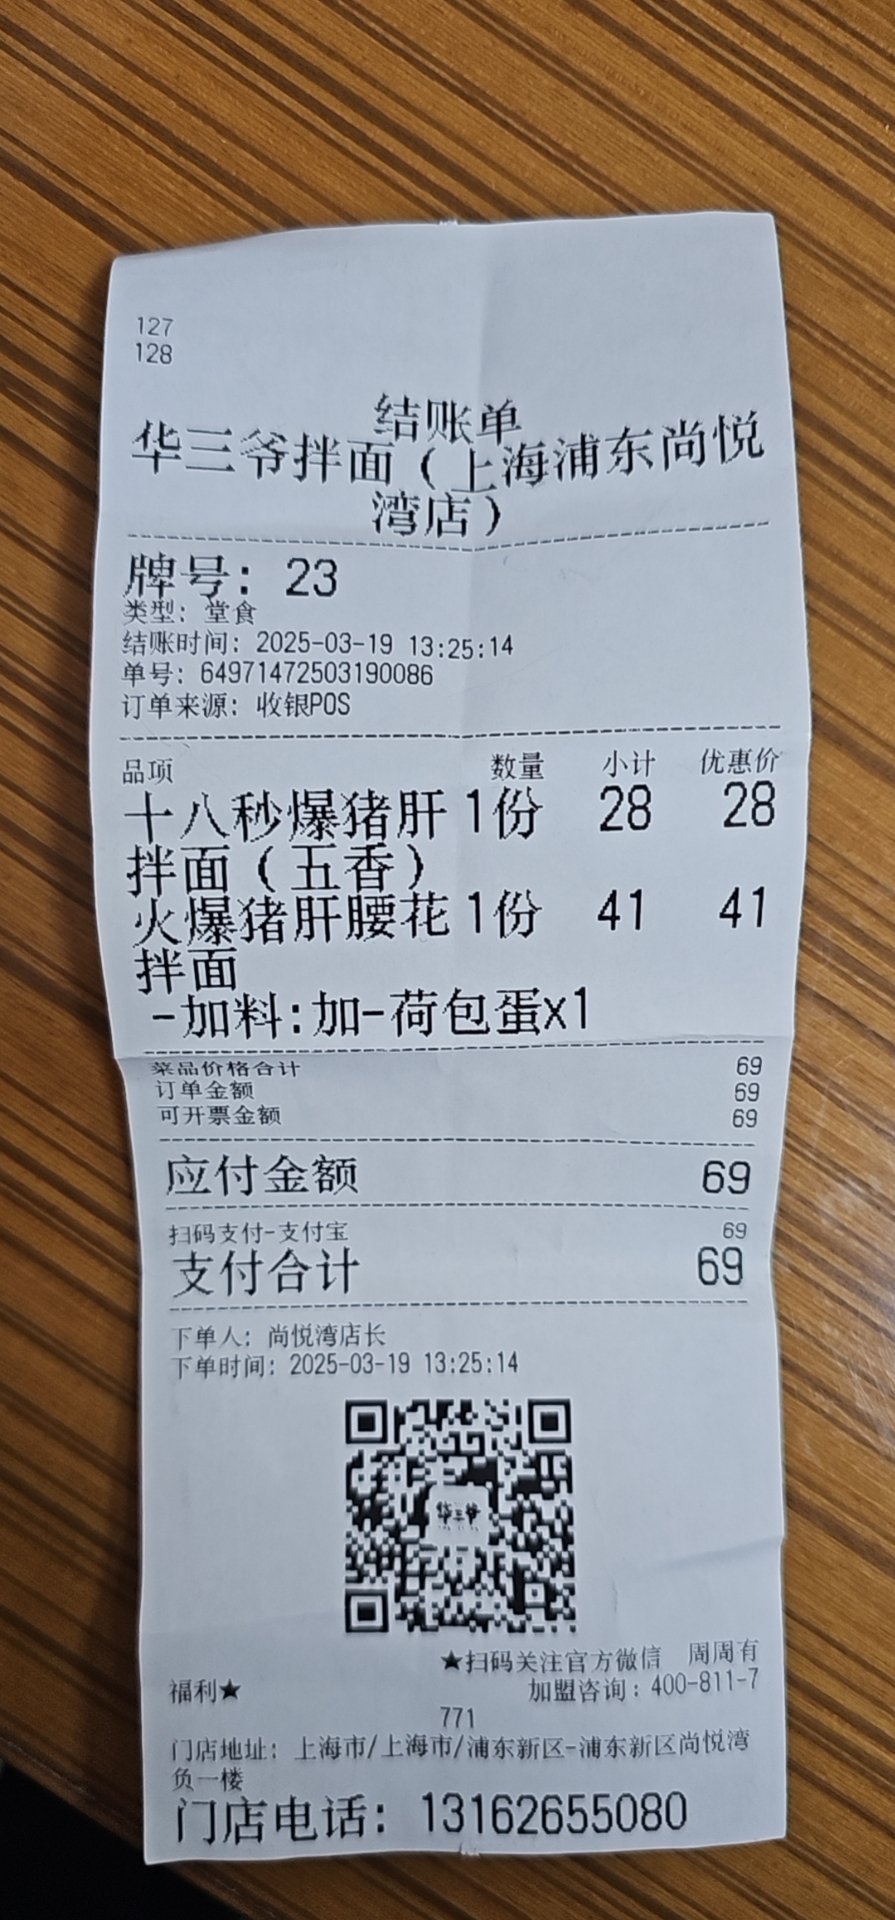 127
128
结账单
华三爷拌面（上海浦东尚悦
湾店）
牌号：23
类型：堂食
结账时间：2025-03-19 13:25:14
单号：64971472503190086
订单来源：收银POS
品项 数量 小计 优惠价
十八秒爆猪肝 1份 28 28
拌面（五香）
火爆猪肝腰花 1份 41 41
拌面
-加料:加-荷包蛋x1
菜品价格合计 69
订单金额 69
可开票金额 69
应付金额 69
扫码支付-支付宝 69
支付合计 69
下单人：尚悦湾店长
下单时间：2025-03-19 13:25:14
华三爷
★扫码关注官方微信 周周有
福利★ 加盟咨询：400-811-7
771
门店地址：上海市/上海市/浦东新区-浦东新区尚悦湾
负一楼
门店电话：13162655080